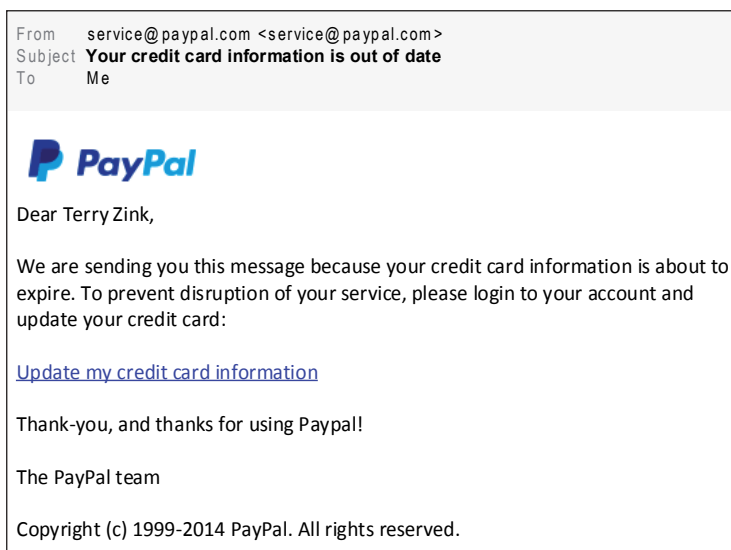 From service@paypal.com <service@paypal.com>
Subject Your credit card information is out of date
To Me
PayPal
Dear Terry Zink,
We are sending you this message because your credit card information is about to
expire. To prevent disruption of your service, please login to your account and
update your credit card:
Update my credit card information
Thank-you, and thanks for using Paypal!
The PayPal team
Copyright (c) 1999-2014 PayPal. All rights reserved.